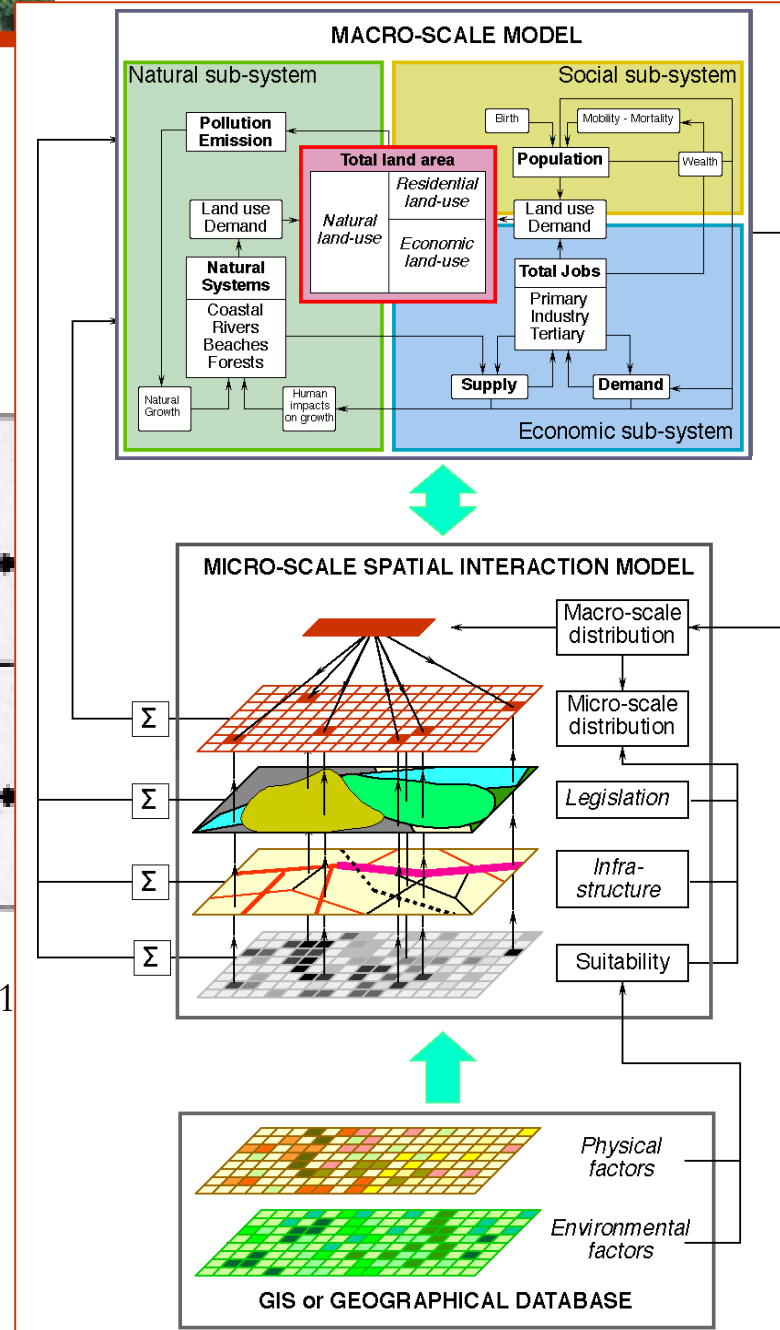 MACRO-SCALE MODEL
Natural sub-system
Social sub-system
Pollution
Emission
Birth
Mobility - Mortality
Total land area
Population
Wealth
Natural
land-use
Residential
land-use
Economic
land-use
Land use
Demand
Land use
Demand
Natural
Systems
Coastal
Rivers
Beaches
Forests
Total Jobs
Primary
Industry
Tertiary
Natural
Growth
Human
impacts
on growth
Supply
Demand
Economic sub-system
MICRO-SCALE SPATIAL INTERACTION MODEL
Macro-scale
distribution
Micro-scale
distribution
Σ
Legislation
Σ
Infra-
structure
Σ
Suitability
Σ
1
Physical
factors
Environmental
factors
GIS or GEOGRAPHICAL DATABASE